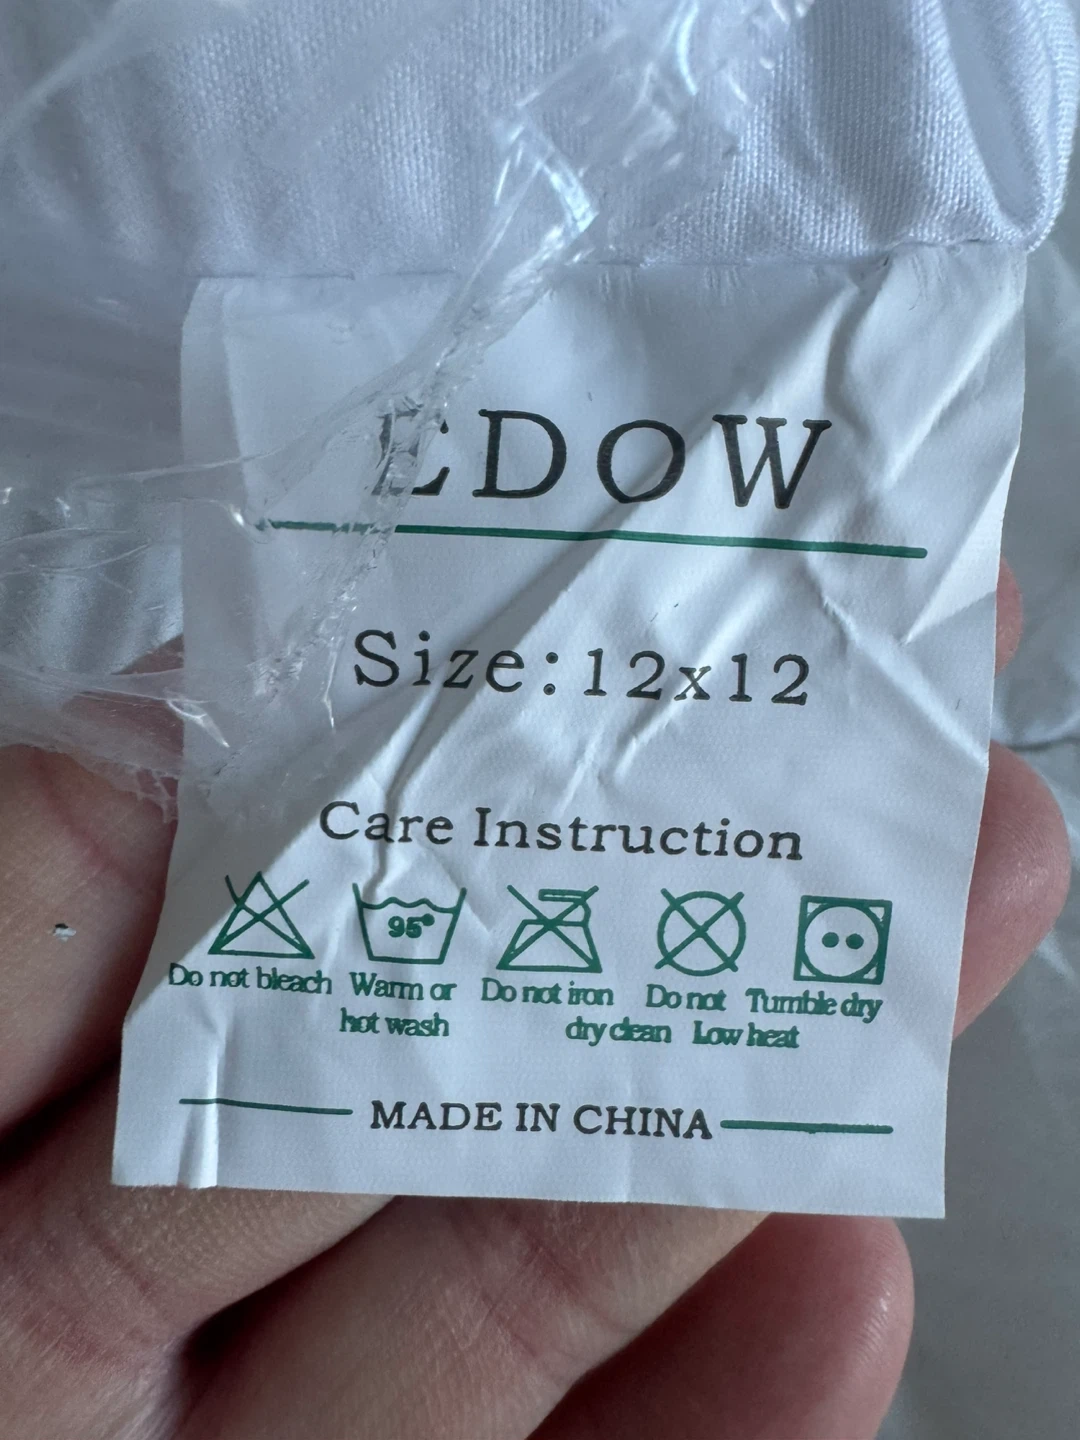 EDOW
Size:12x12
Care Instruction
95°
Do not bleach Warm or Do not iron Do not Tumble dry
hot wash dry clean Low heat
MADE IN CHINA